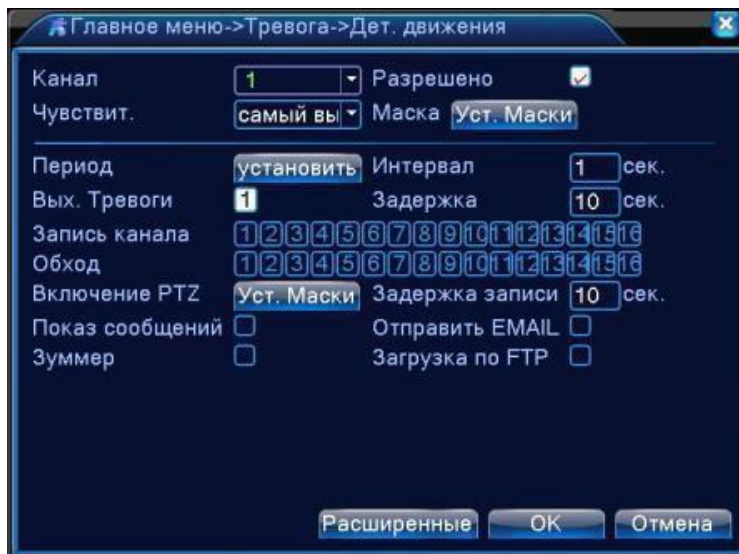 Главное меню->Тревога->Дет. движения
Канал 1 Разрешено
Чувствит. самый вы Маска Уст. Маски
Период установить Интервал 1 сек.
Вых. Тревоги 1 Задержка 10 сек.
Запись канала 1 2 3 4 5 6 7 8 9 10 11 12 13 14 15 16
Обход 1 2 3 4 5 6 7 8 9 10 11 12 13 14 15 16
Включение PTZ Уст. Маски Задержка записи 10 сек.
Показ сообщений Отправить EMAIL
Зуммер Загрузка по FTP
Расширенные OK Отмена